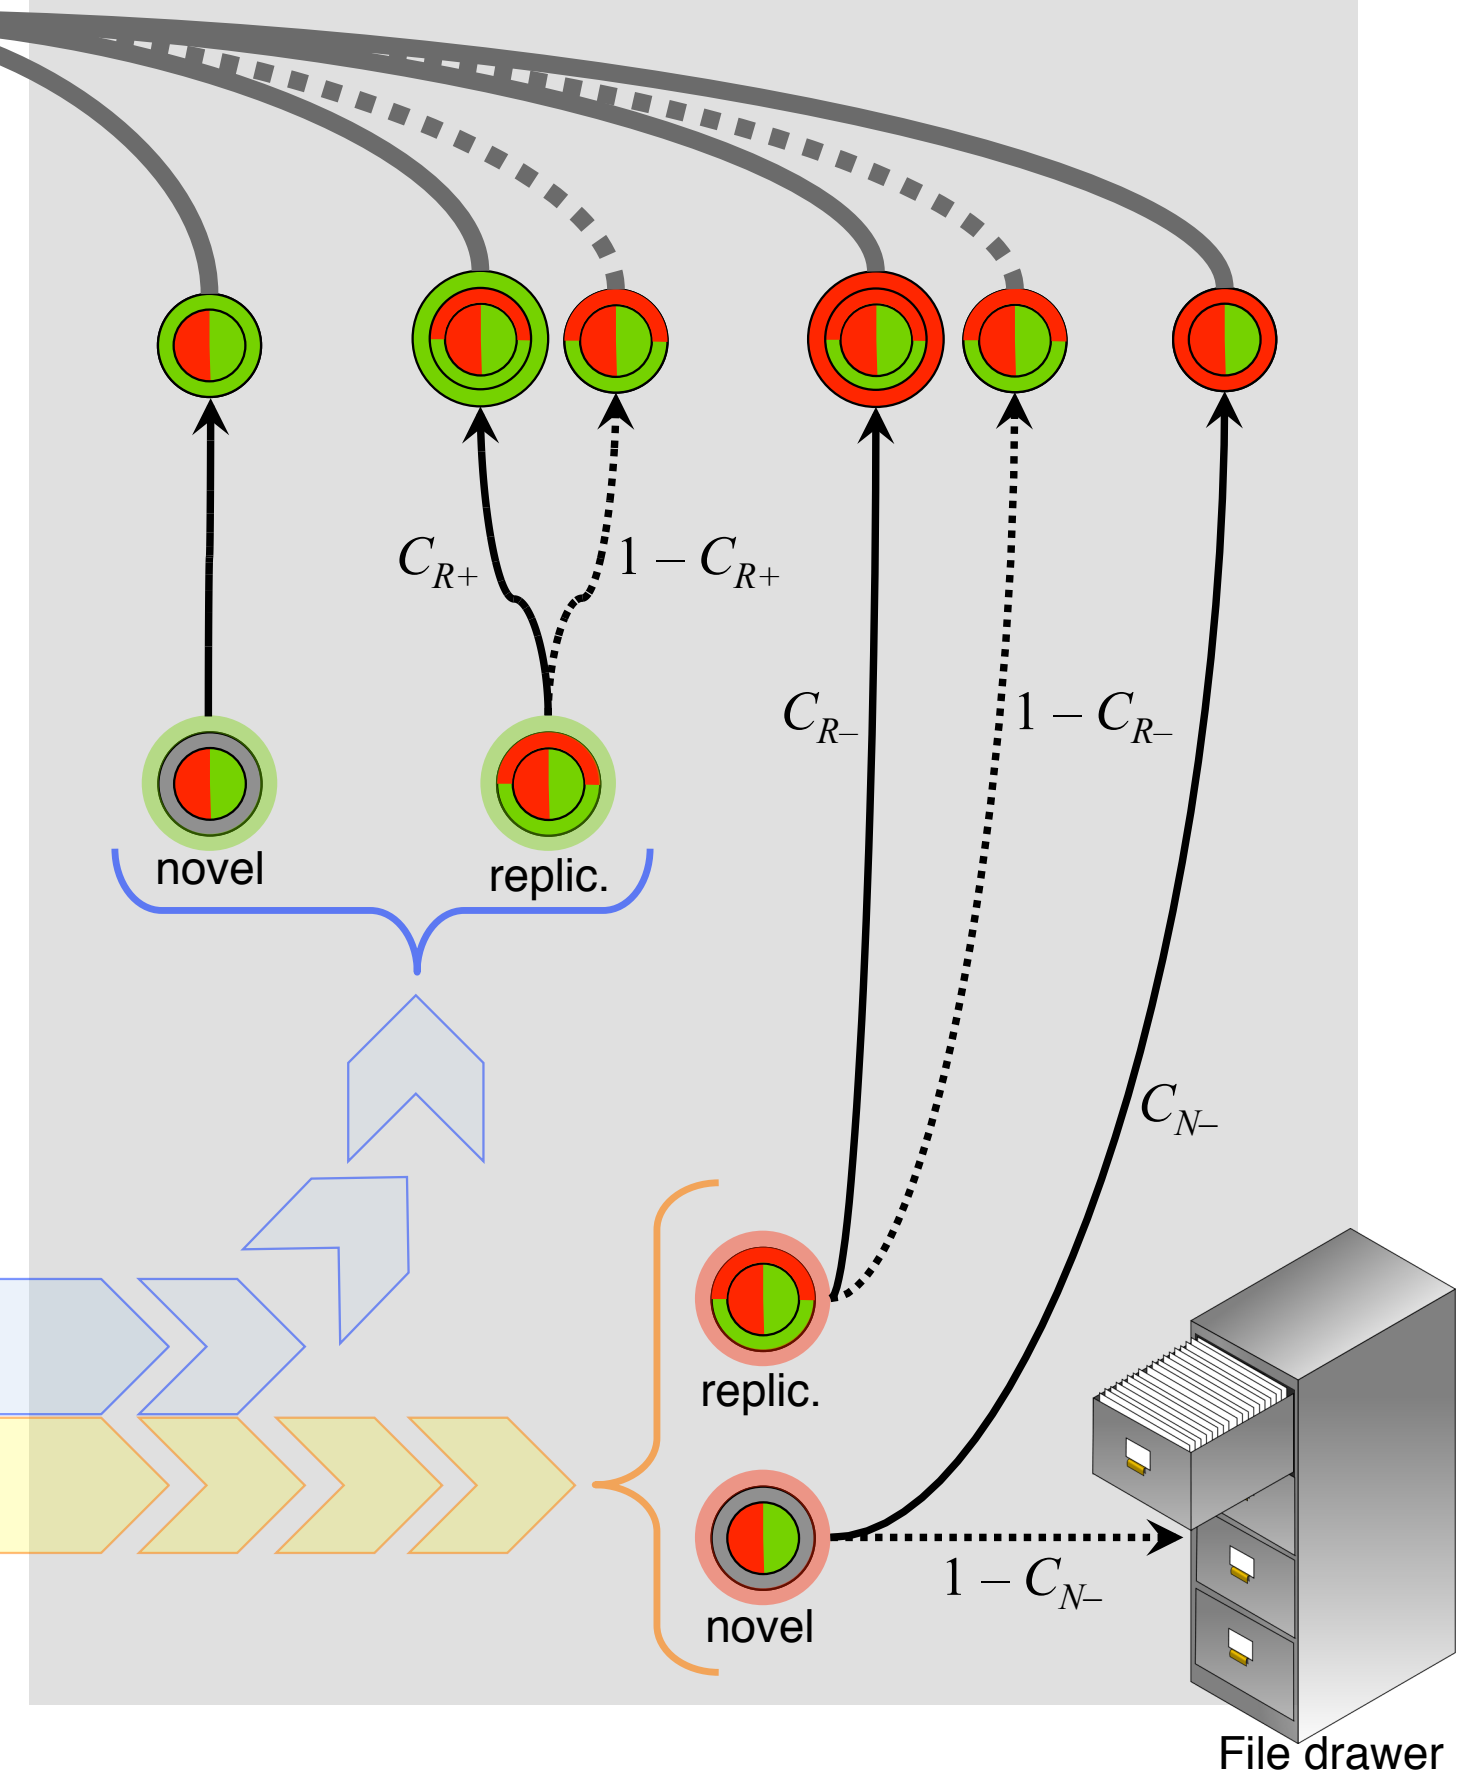 C_{R+}
1 – C_{R+}
C_{R–}
1 – C_{R–}
novel
replic.
C_{N–}
replic.
1 – C_{N–}
novel
File drawer